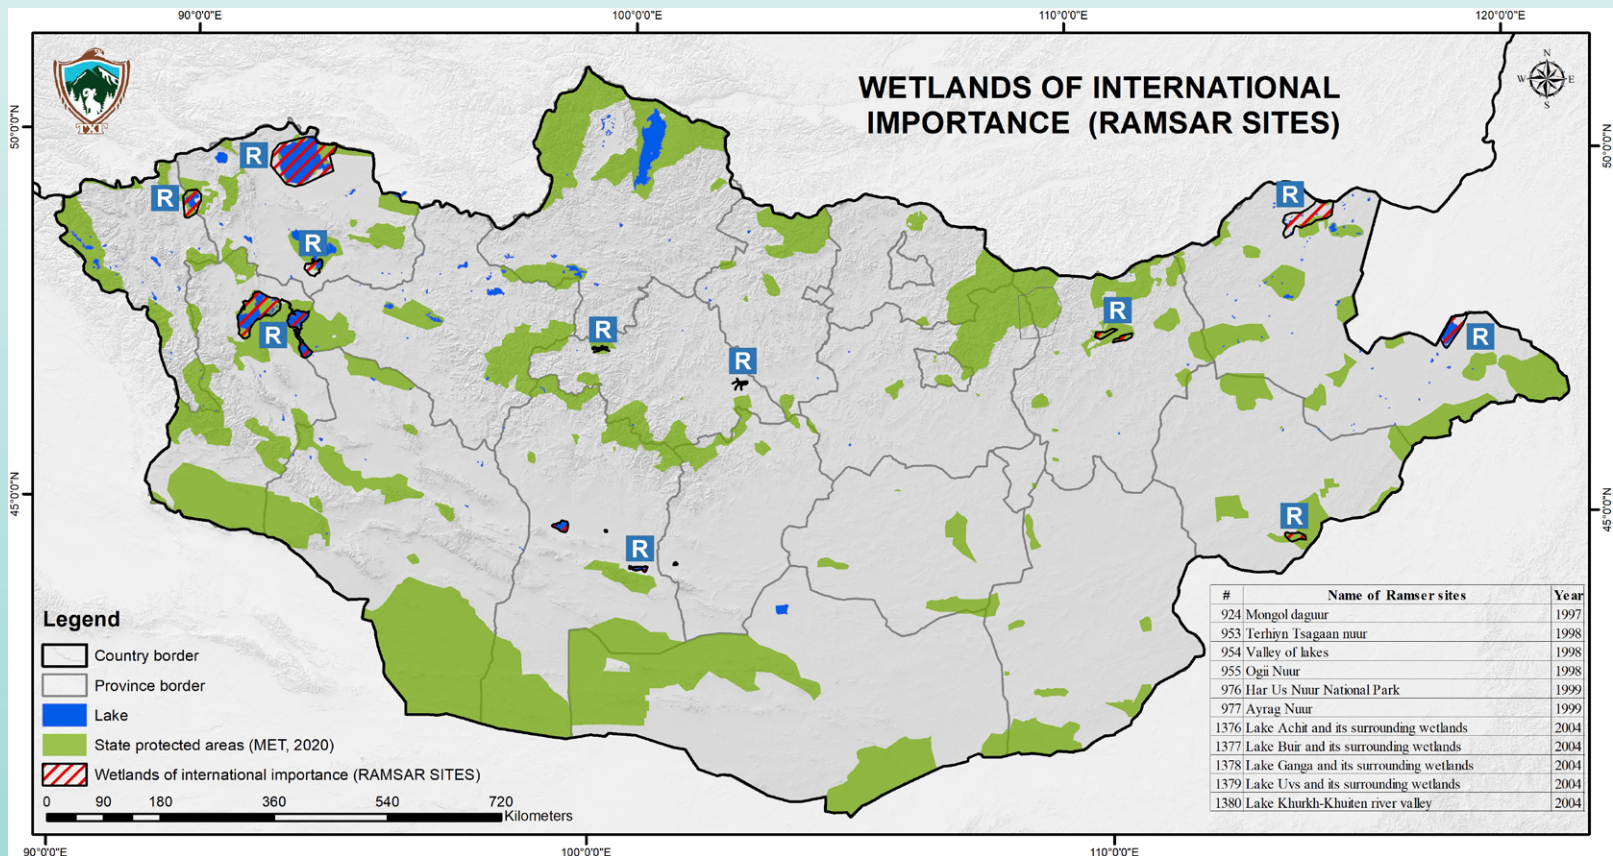 90°0'0"E 100°0'0"E 110°0'0"E 120°0'0"E
ТХГ
WETLANDS OF INTERNATIONAL
IMPORTANCE (RAMSAR SITES)
N
W E
S
50°0'0"N
50°0'0"N
R
R
R
R
R
R
R
R
R
R
R
45°0'0"N
45°0'0"N
Legend
Country border
Province border
Lake
State protected areas (MET, 2020)
Wetlands of international importance (RAMSAR SITES)
0 90 180 360 540 720
Kilometers
# Name of Ramser sites Year
924 Mongol daguur 1997
953 Terhiyn Tsagaan nuur 1998
954 Valley of lakes 1998
955 Ogii Nuur 1998
976 Har Us Nuur National Park 1999
977 Ayrag Nuur 1999
1376 Lake Achit and its surrounding wetlands 2004
1377 Lake Buir and its surrounding wetlands 2004
1378 Lake Ganga and its surrounding wetlands 2004
1379 Lake Uvs and its surrounding wetlands 2004
1380 Lake Khurkh-Khuiten river valley 2004
90°0'0"E 100°0'0"E 110°0'0"E